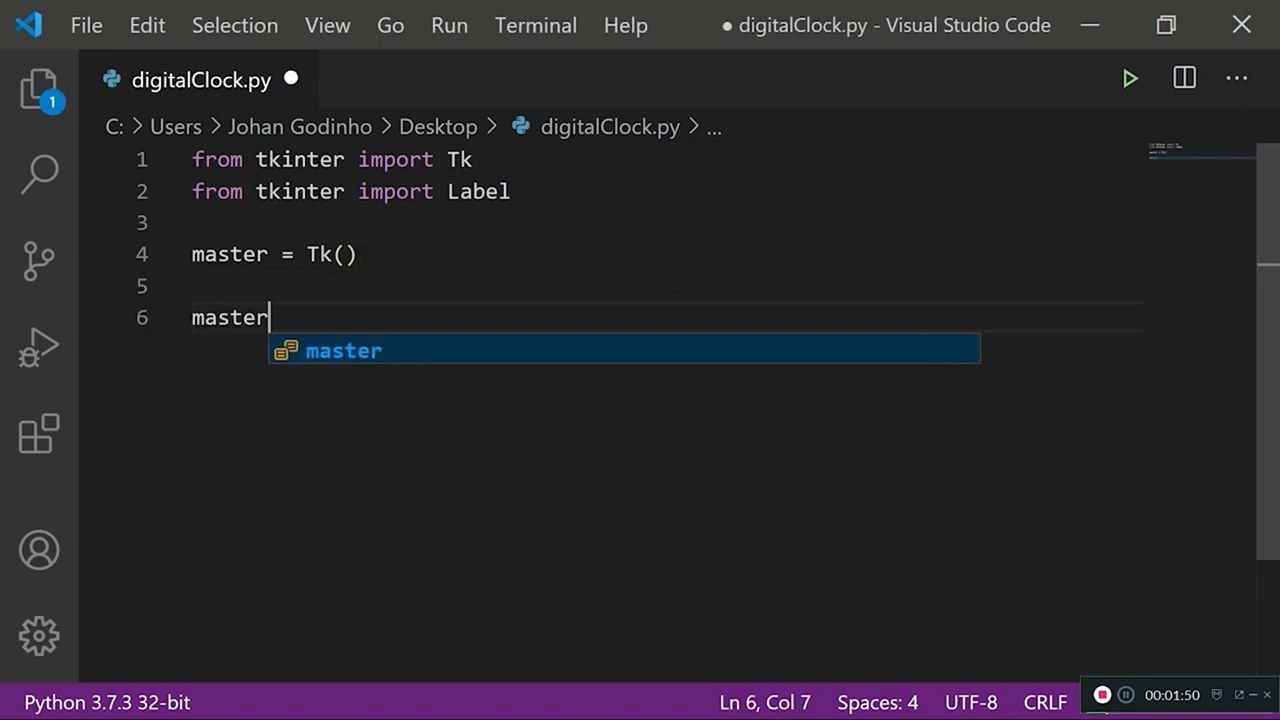 File Edit Selection View Go Run Terminal Help ● digitalClock.py - Visual Studio Code
digitalClock.py
1
C: > Users > Johan Godinho > Desktop > digitalClock.py > ...
1 from tkinter import Tk
2 from tkinter import Label
3
4 master = Tk()
5
6 master
master
Python 3.7.3 32-bit Ln 6, Col 7 Spaces: 4 UTF-8 CRLF 00:01:50